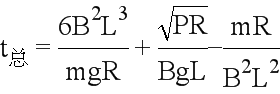 t总 = 6B²L³/mgR + √PR/BgL − mR/B²L²